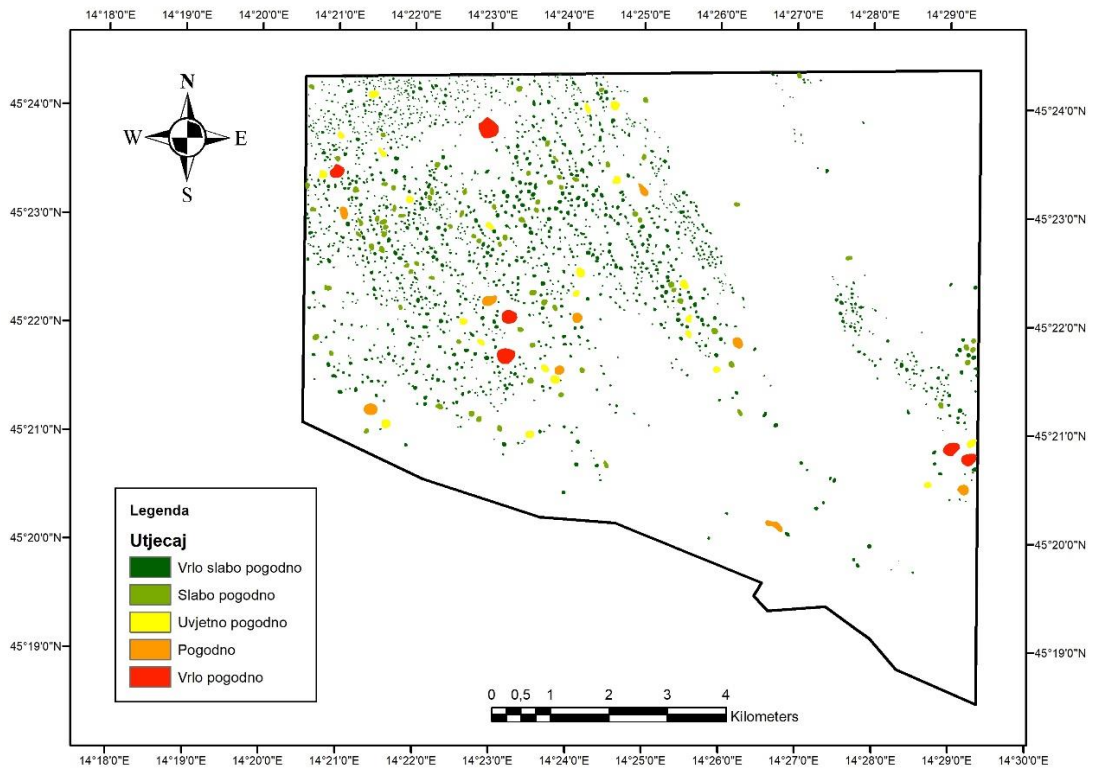 14°18'0"E 14°19'0"E 14°20'0"E 14°21'0"E 14°22'0"E 14°23'0"E 14°24'0"E 14°25'0"E 14°26'0"E 14°27'0"E 14°28'0"E 14°29'0"E
N
W E
S
45°24'0"N 45°24'0"N
45°23'0"N 45°23'0"N
45°22'0"N 45°22'0"N
45°21'0"N 45°21'0"N
45°20'0"N 45°20'0"N
45°19'0"N 45°19'0"N
Legenda
Utjecaj
Vrlo slabo pogodno
Slabo pogodno
Uvjetno pogodno
Pogodno
Vrlo pogodno
0 0,5 1 2 3 4
Kilometers
14°18'0"E 14°19'0"E 14°20'0"E 14°21'0"E 14°22'0"E 14°23'0"E 14°24'0"E 14°25'0"E 14°26'0"E 14°27'0"E 14°28'0"E 14°29'0"E 14°30'0"E